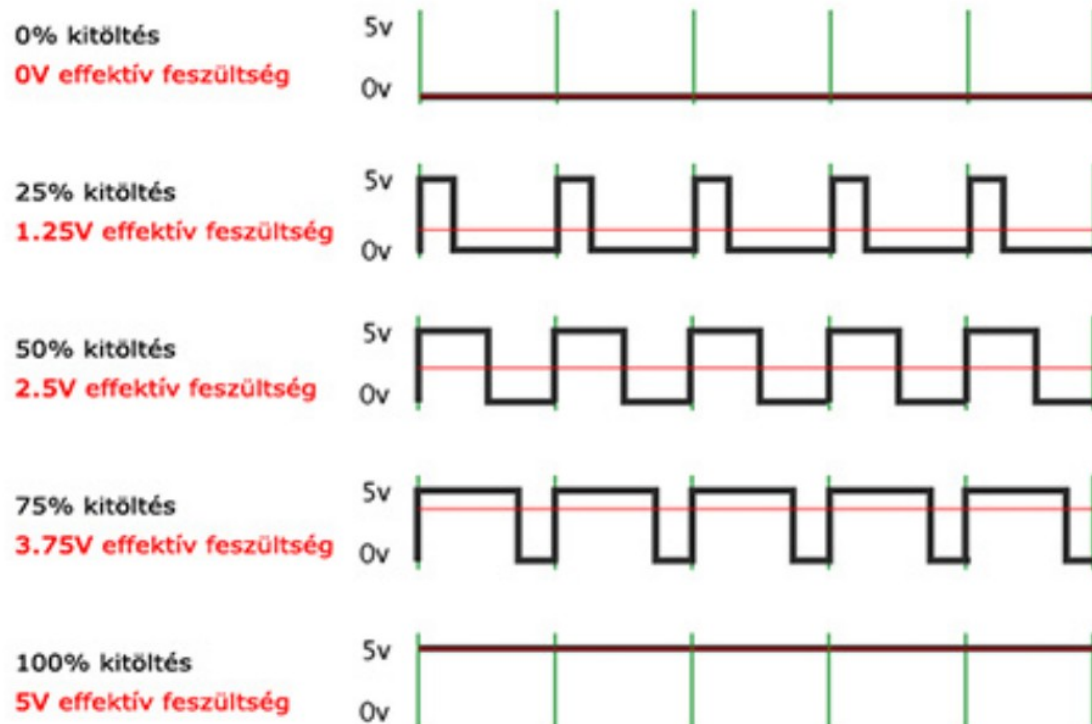 0% kitöltés
0V effektív feszültség
5v
0v
25% kitöltés
1.25V effektív feszültség
5v
0v
50% kitöltés
2.5V effektív feszültség
5v
0v
75% kitöltés
3.75V effektív feszültség
5v
0v
100% kitöltés
5V effektív feszültség
5v
0v